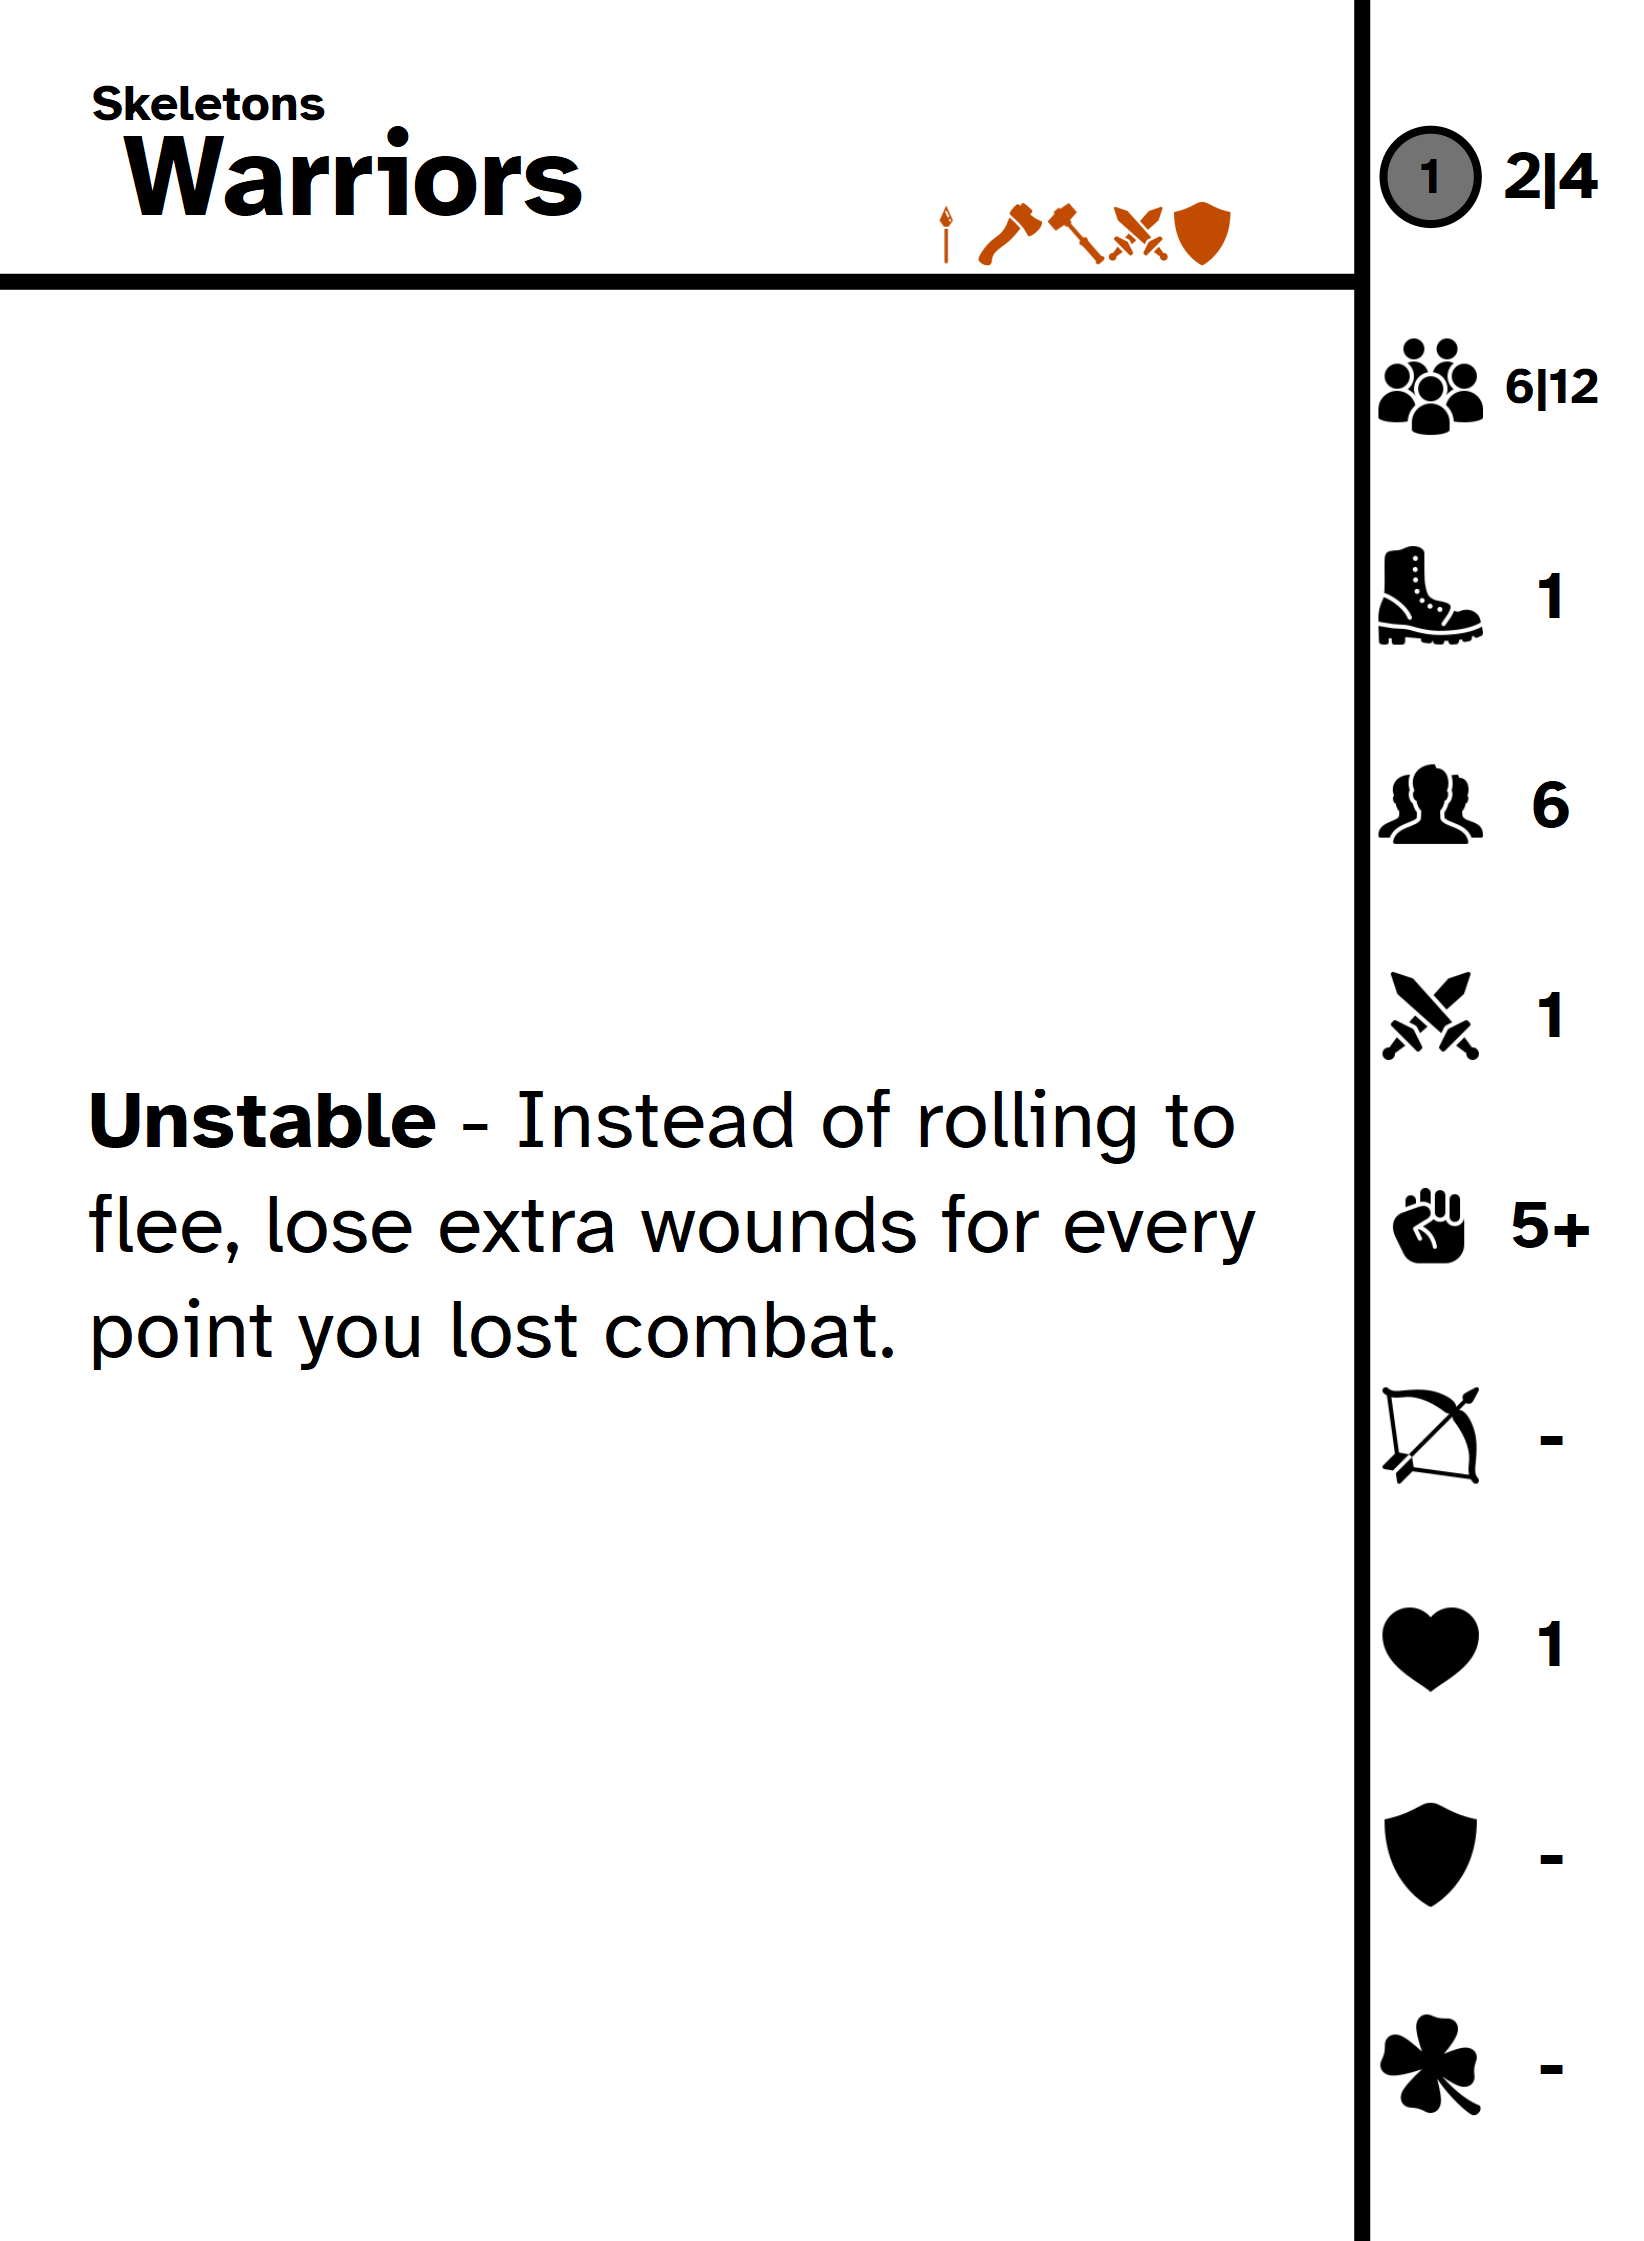 Skeletons
Warriors
1 2|4
6|12
1
6
1
Unstable - Instead of rolling to
flee, lose extra wounds for every
point you lost combat.
5+
-
1
-
-